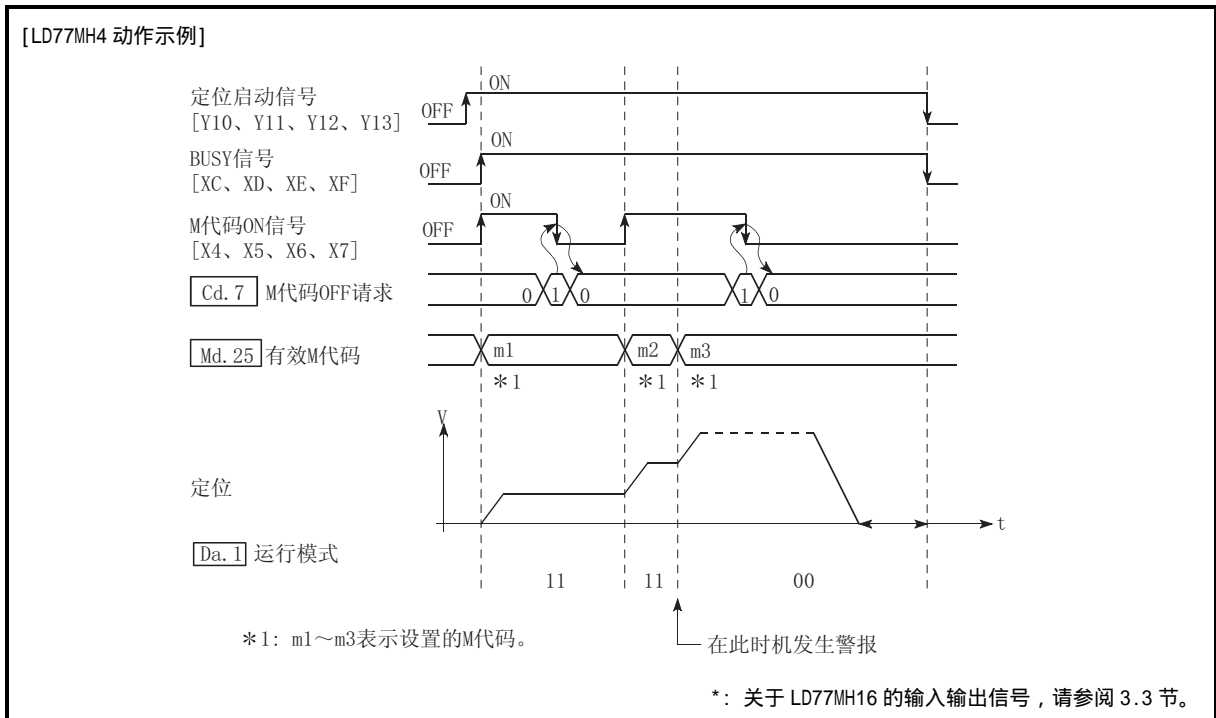 [LD77MH4 动作示例]
ON
定位启动信号
OFF
[Y10、Y11、Y12、Y13]
ON
BUSY信号
OFF
[XC、XD、XE、XF]
ON
M代码ON信号
OFF
[X4、X5、X6、X7]
Cd.7 M代码OFF请求
0 1 0
1 0
Md.25 有效M代码
m1 m2 m3
*1 *1 *1
V
定位
t
Da.1 运行模式
11 11 00
*1: m1～m3表示设置的M代码。
在此时机发生警报
*: 关于 LD77MH16 的输入输出信号，请参阅 3.3 节。